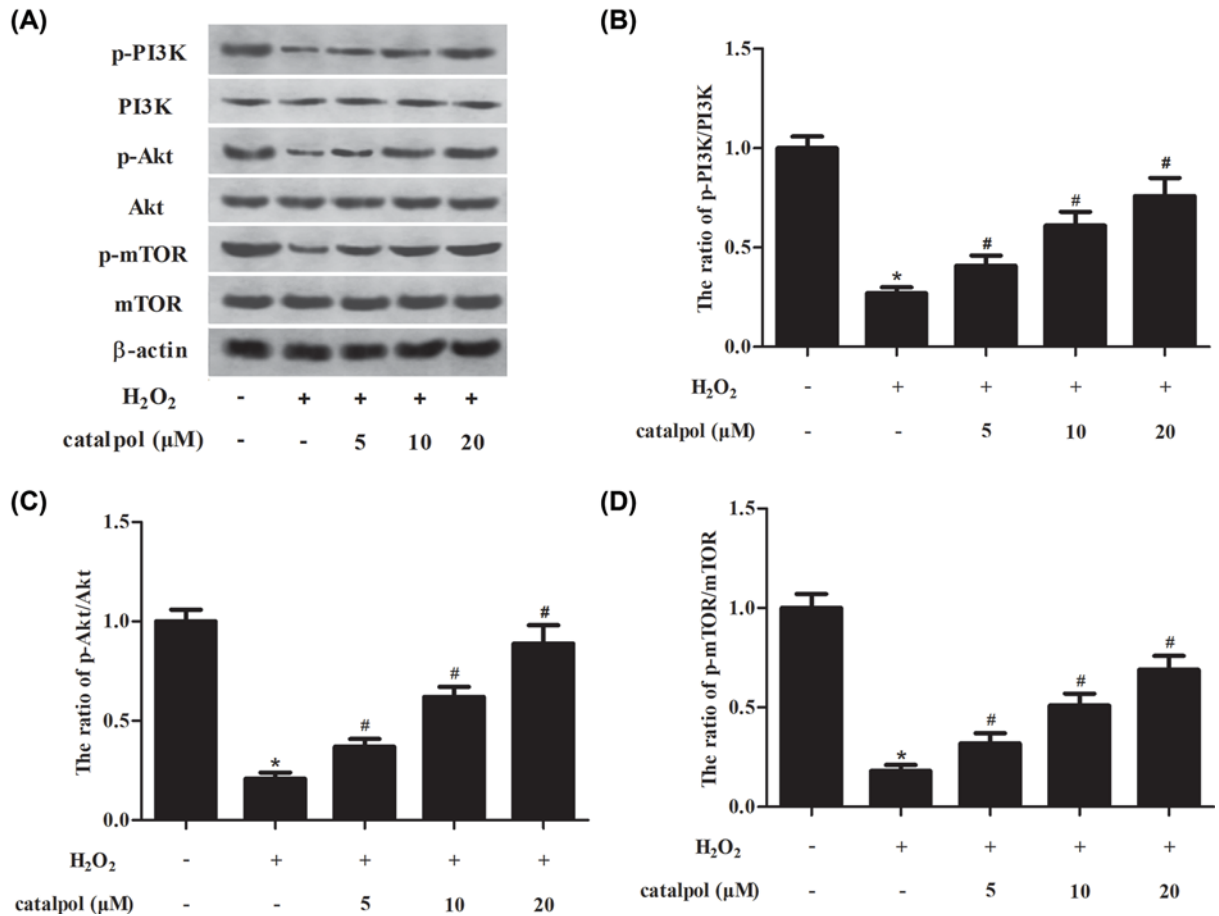 (A)
p-PI3K
PI3K
p-Akt
Akt
p-mTOR
mTOR
β-actin
H₂O₂ - + + + +
catalpol (μM) - - 5 10 20
(B)
The ratio of p-PI3K/PI3K
1.5
1.0
0.5
0.0
* # # #
H₂O₂ - + + + +
catalpol (μM) - - 5 10 20
(C)
The ratio of p-Akt/Akt
1.5
1.0
0.5
0.0
* # # #
H₂O₂ - + + + +
catalpol (μM) - - 5 10 20
(D)
The ratio of p-mTOR/mTOR
1.5
1.0
0.5
0.0
* # # #
H₂O₂ - + + + +
catalpol (μM) - - 5 10 20